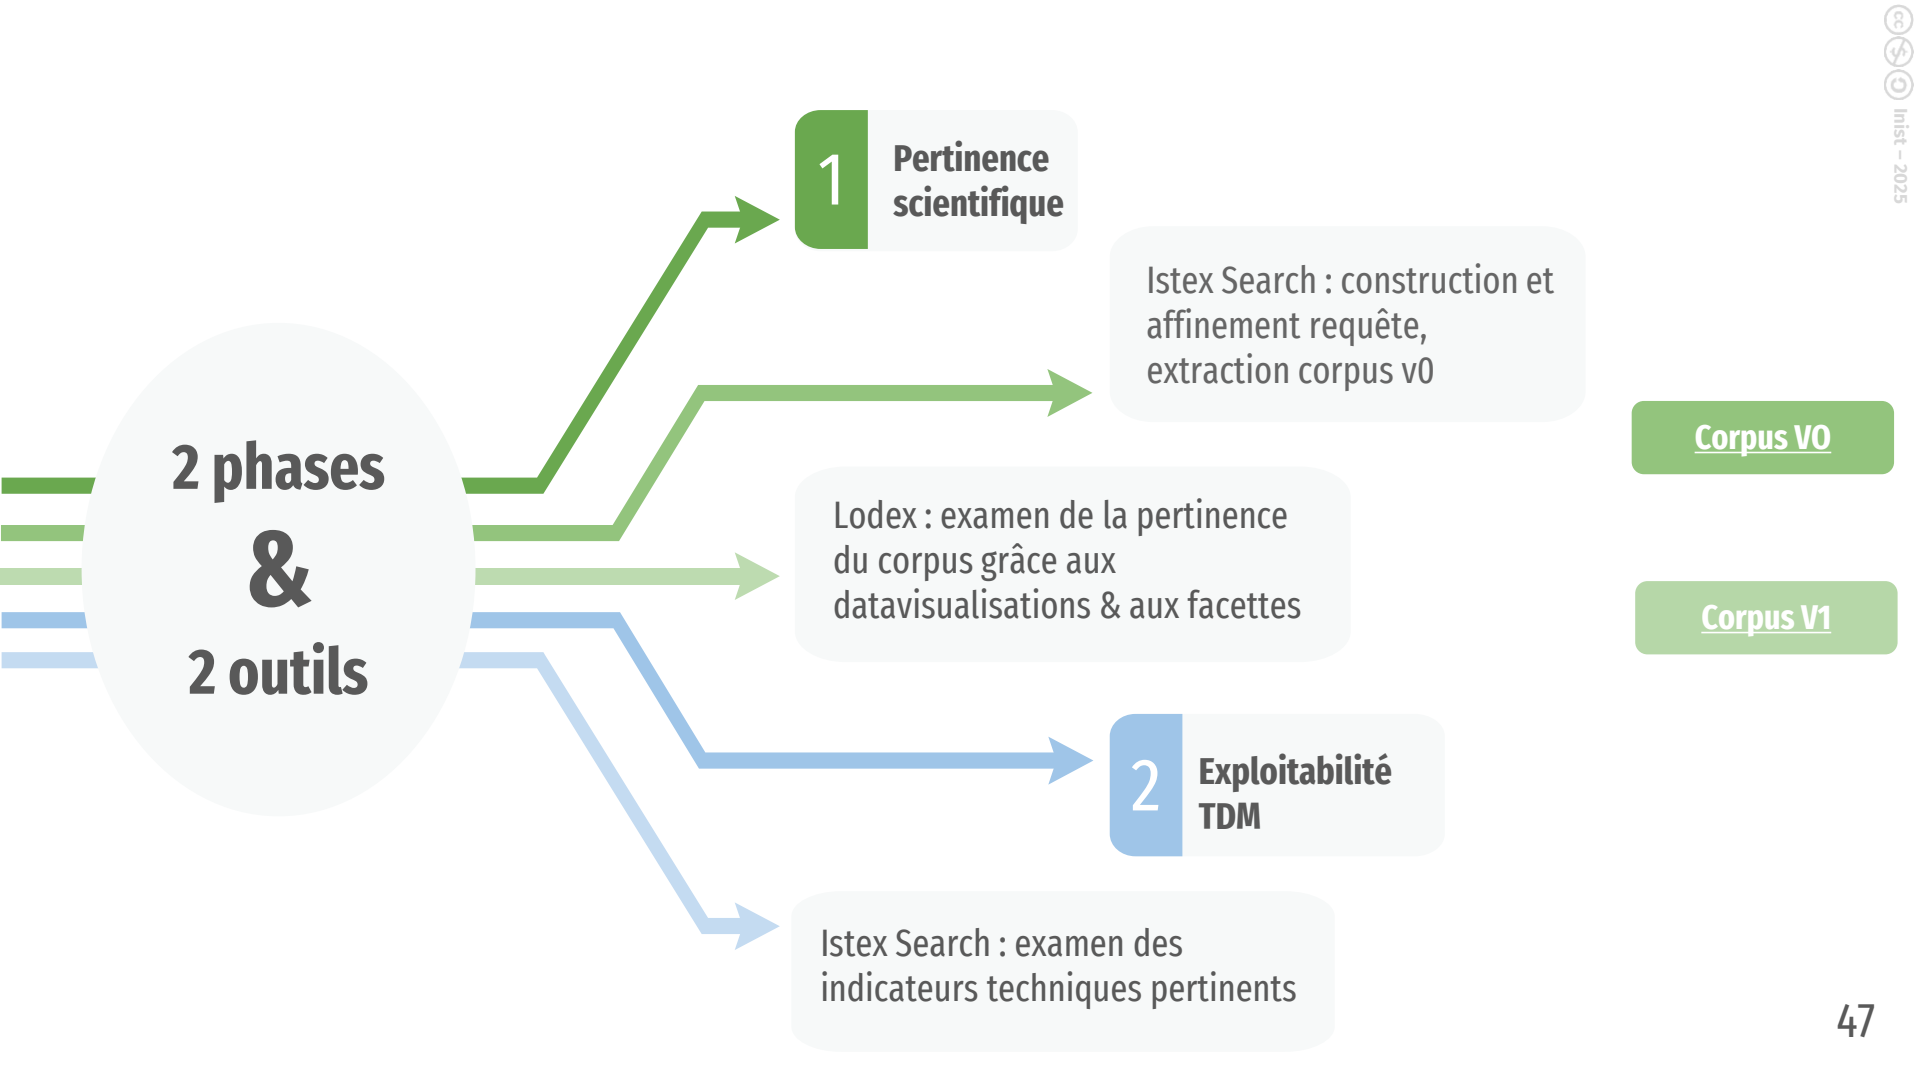 2 phases
&
2 outils
1
Pertinence
scientifique
Istex Search : construction et
affinement requête,
extraction corpus v0
Corpus V0
Lodex : examen de la pertinence
du corpus grâce aux
datavisualisations & aux facettes
Corpus V1
2
Exploitabilité
TDM
Istex Search : examen des
indicateurs techniques pertinents
cc
Inist – 2025
47